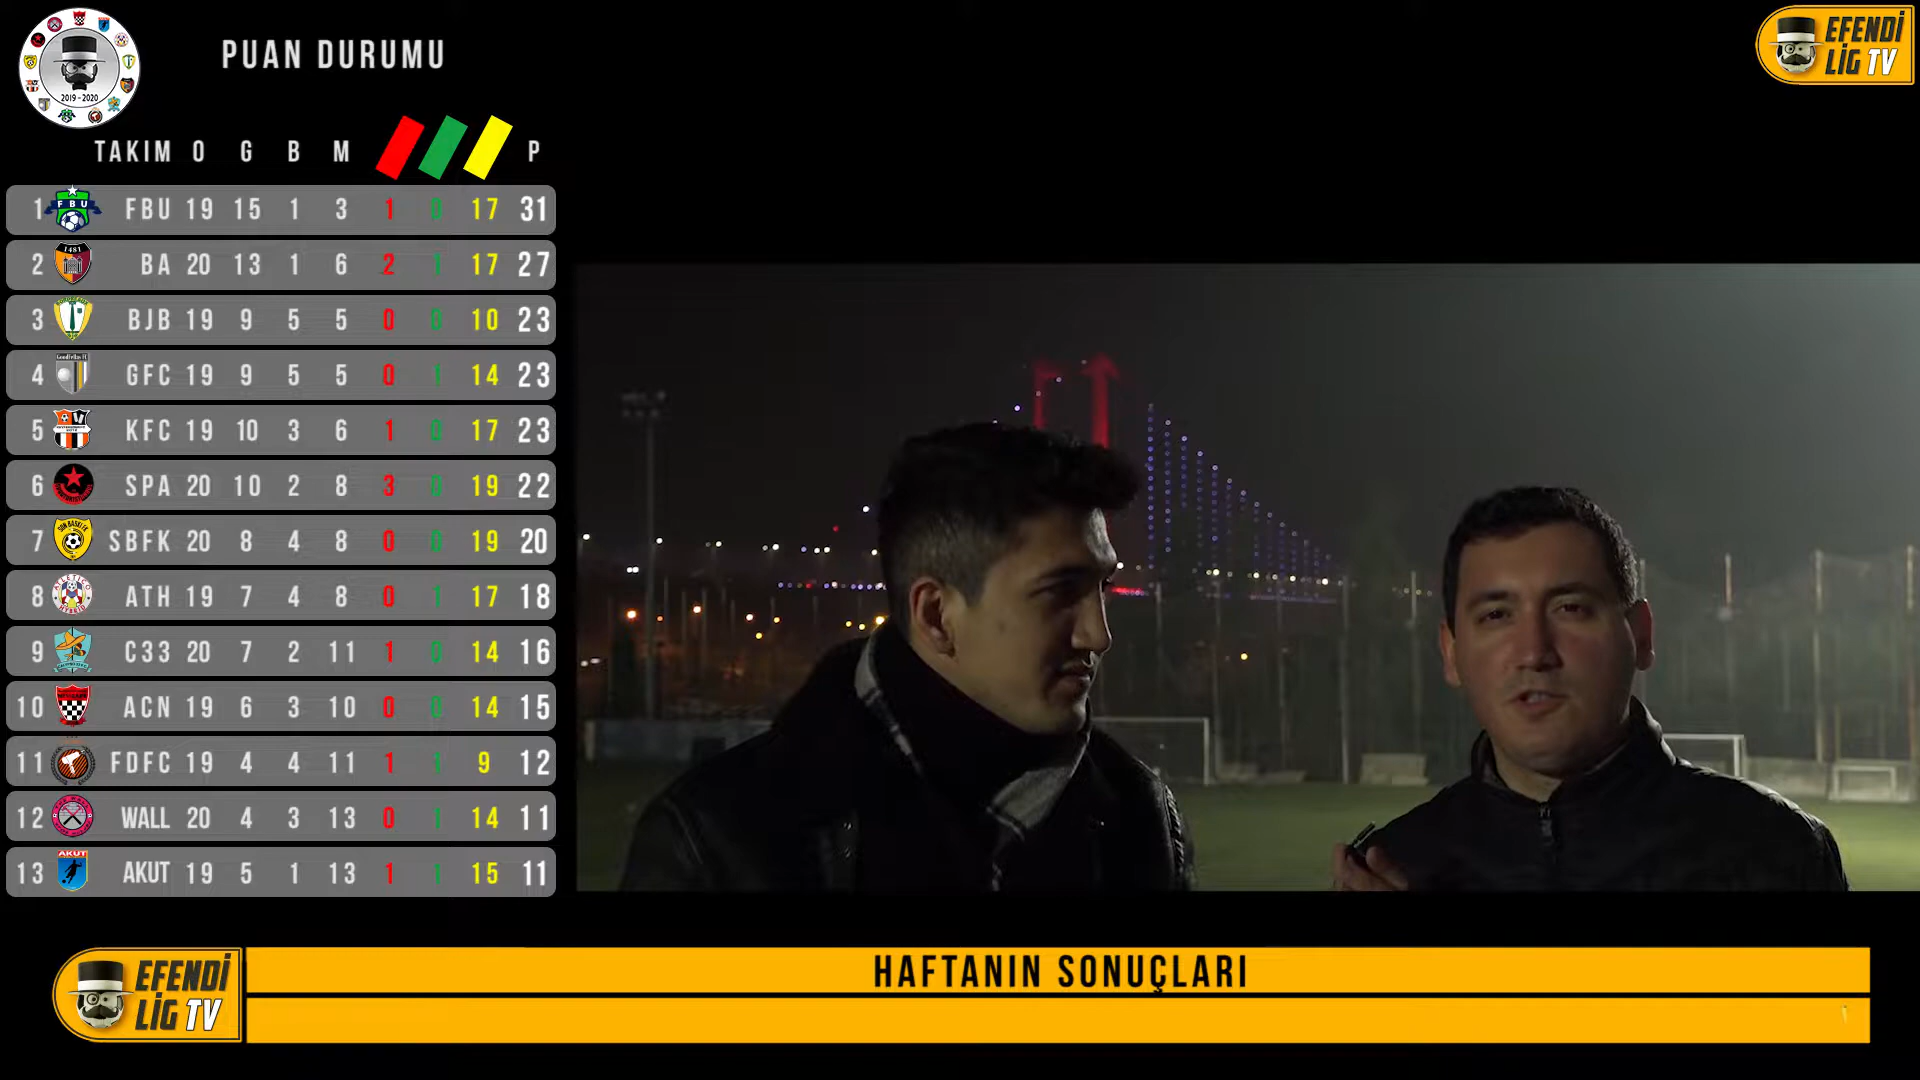 PUAN DURUMU
2019-2020
EFENDİ
LİG TV
TAKIM O G B M P
1 FBU FBU 19 15 1 3 1 0 17 31
2 1481 BA 20 13 1 6 2 1 17 27
3 BJB 19 9 5 5 0 0 10 23
4 GFC 19 9 5 5 0 1 14 23
5 KFC 19 10 3 6 1 0 17 23
6 SPA 20 10 2 8 3 0 19 22
7 SBFK 20 8 4 8 0 0 19 20
8 ATH 19 7 4 8 0 1 17 18
9 C33 20 7 2 11 1 0 14 16
10 ACN 19 6 3 10 0 0 14 15
11 FDFC 19 4 4 11 1 1 9 12
12 WALL 20 4 3 13 0 1 14 11
13 AKUT AKUT 19 5 1 13 1 1 15 11
EFENDİ
LİG TV
HAFTANIN SONUÇLARI